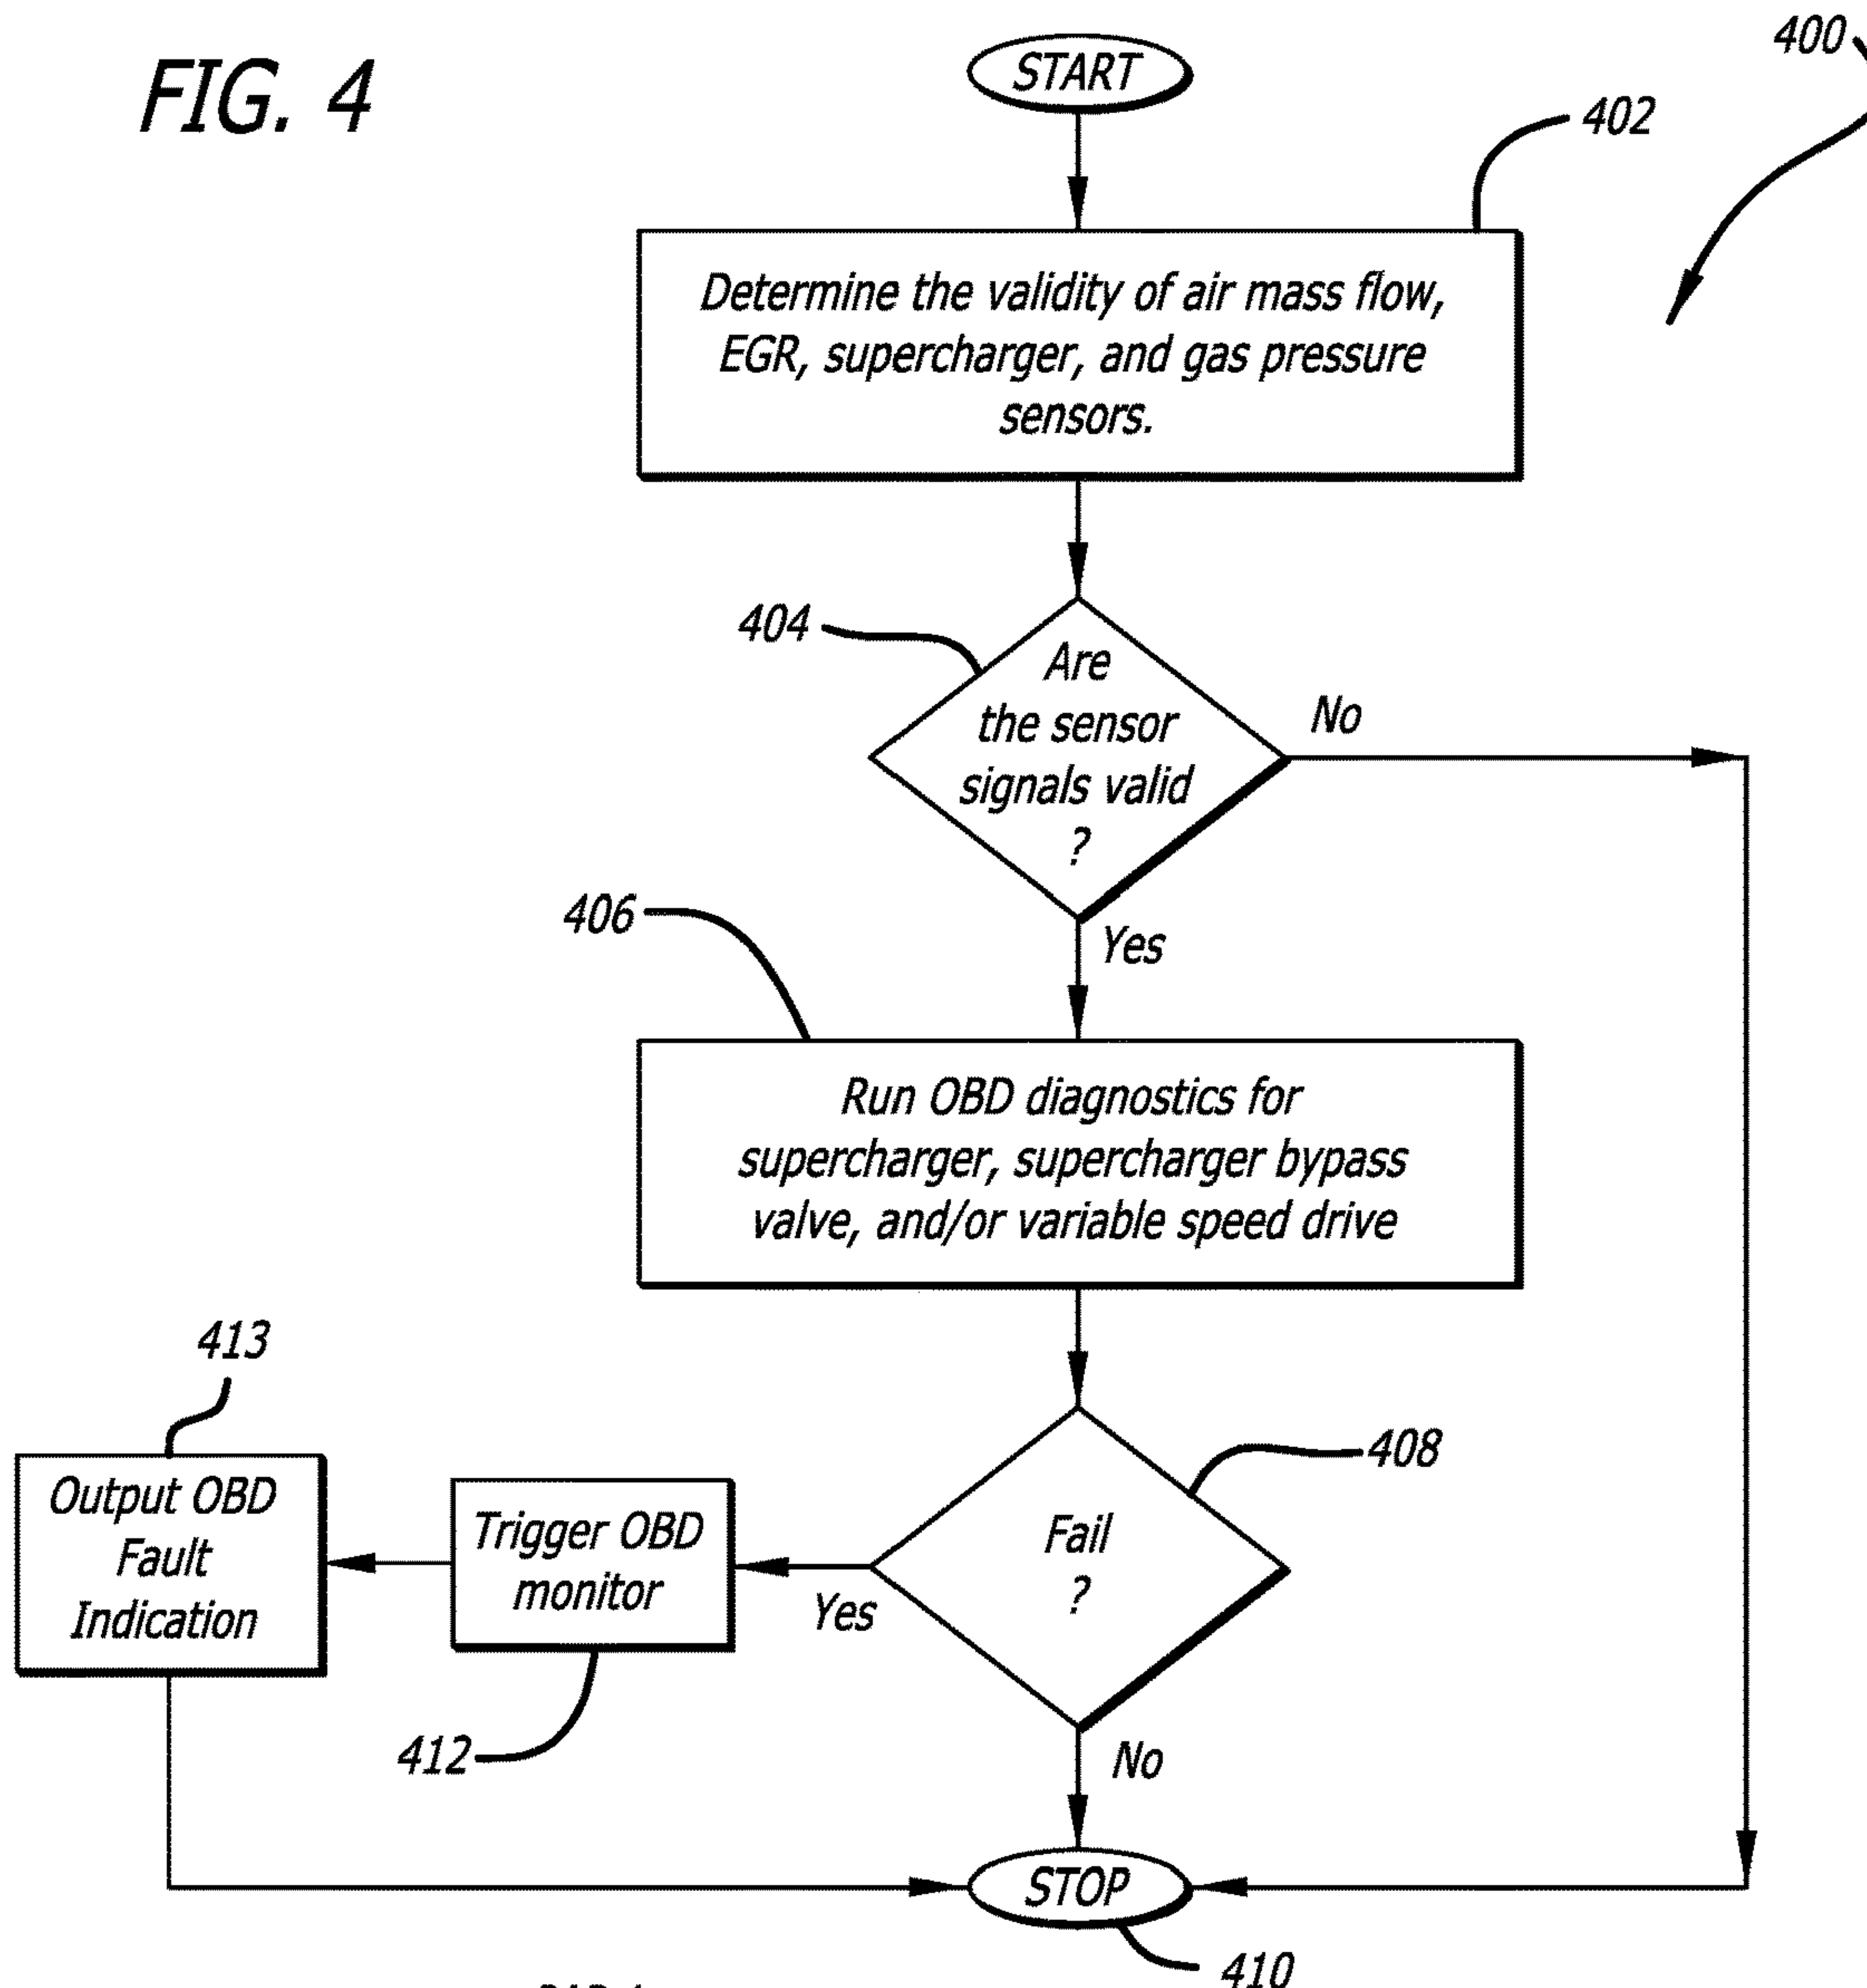 FIG. 4
START
400
402
Determine the validity of air mass flow,
EGR, supercharger, and gas pressure
sensors.
404
Are
the sensor
signals valid
?
No
Yes
406
Run OBD diagnostics for
supercharger, supercharger bypass
valve, and/or variable speed drive
413
408
Output OBD
Fault
Indication
Trigger OBD
monitor
Yes
Fail
?
412
No
STOP
410